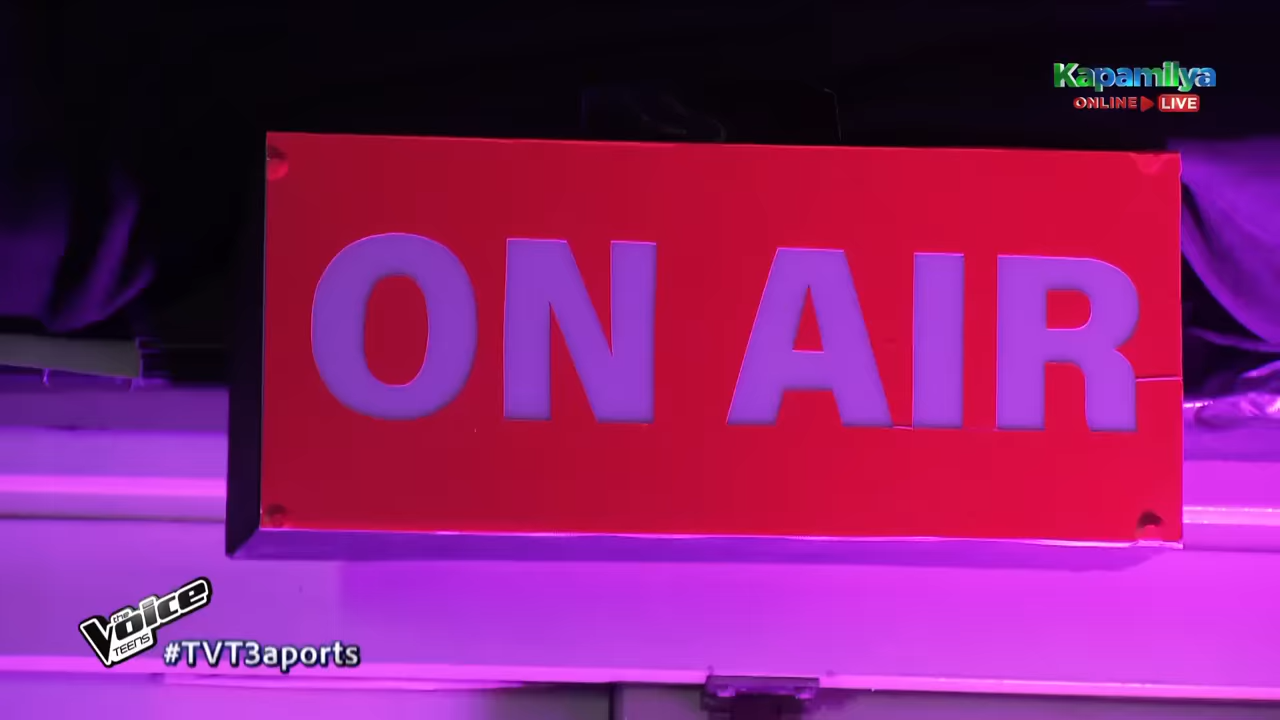 Kapamilya
ONLINE LIVE
ON AIR
the
Voice
TEENS
#TVT3aports